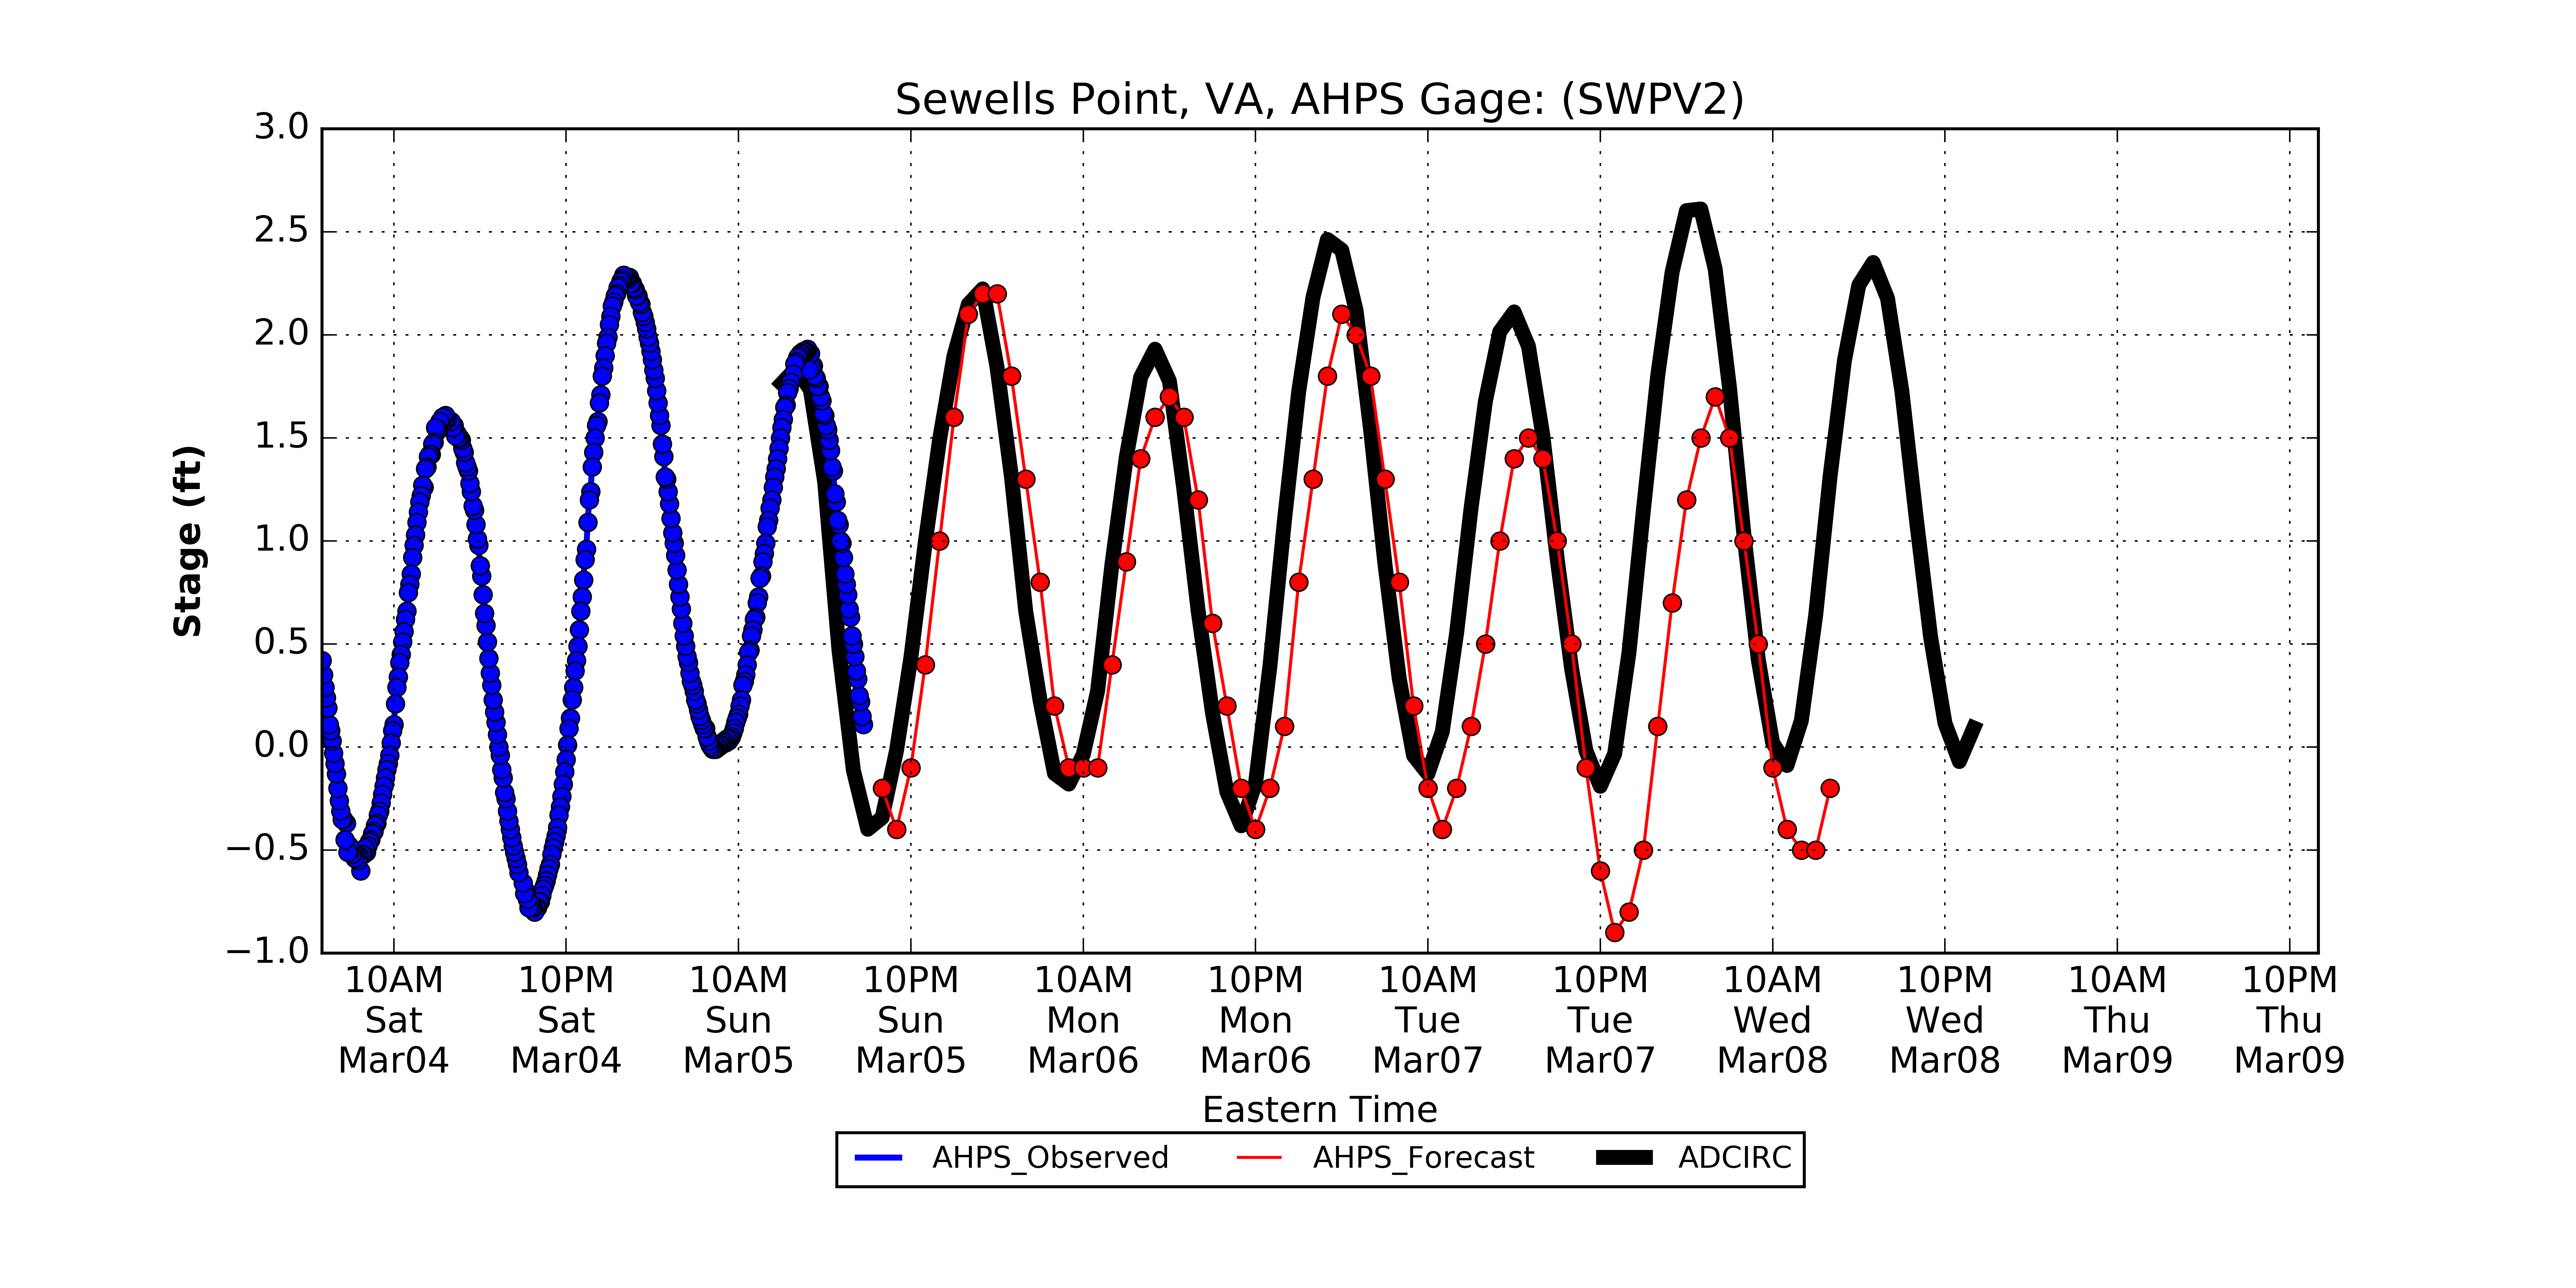 Sewells Point, VA, AHPS Gage: (SWPV2)
3.0
2.5
2.0
1.5
1.0
0.5
0.0
−0.5
−1.0
Stage (ft)
10AM 10PM 10AM 10PM 10AM 10PM 10AM 10PM 10AM 10PM 10AM 10PM
Sat Sat Sun Sun Mon Mon Tue Tue Wed Wed Thu Thu
Mar04 Mar04 Mar05 Mar05 Mar06 Mar06 Mar07 Mar07 Mar08 Mar08 Mar09 Mar09
Eastern Time
AHPS_Observed AHPS_Forecast ADCIRC